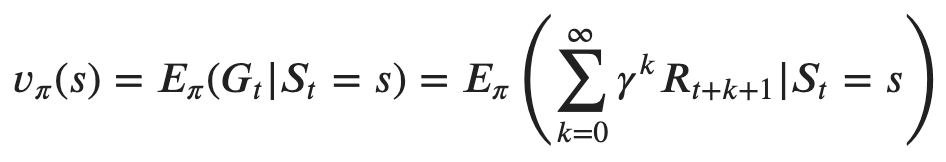 v_π(s) = E_π(G_t|S_t = s) = E_π(∑_{k=0}^{∞} γ^k R_{t+k+1}|S_t = s)